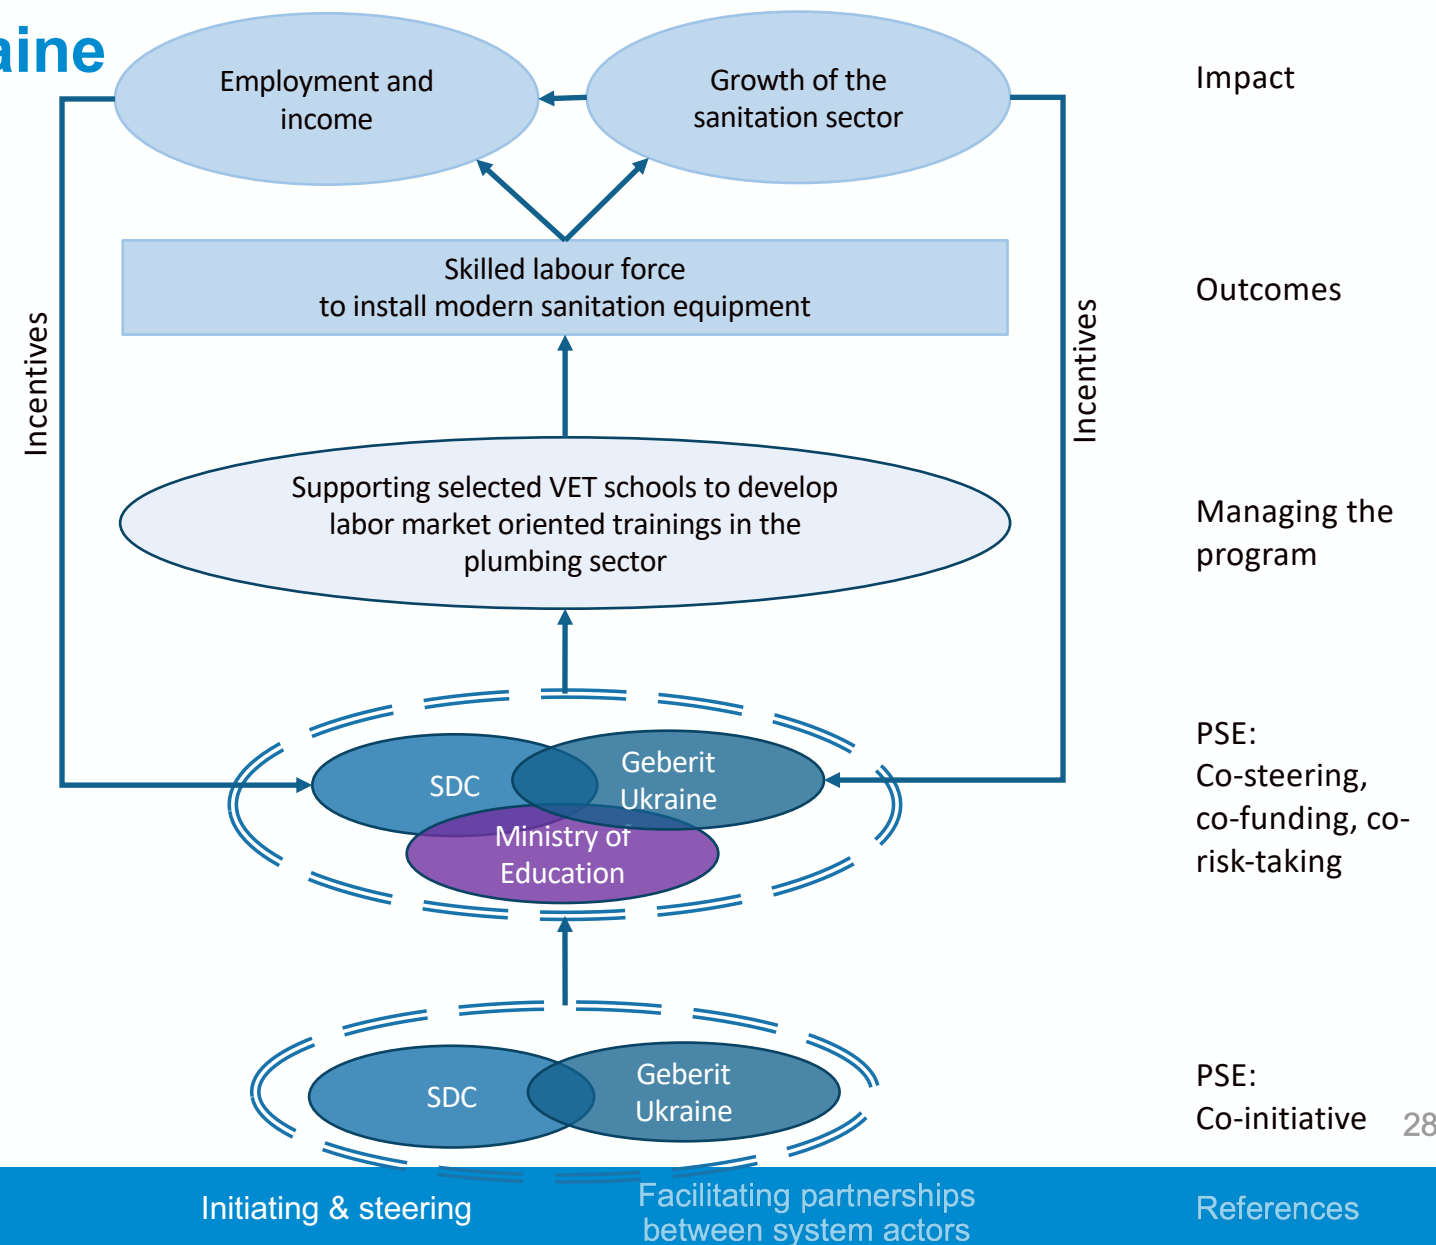 aine
Employment and
income
Growth of the
sanitation sector
Impact
Skilled labour force
to install modern sanitation equipment
Outcomes
Incentives
Incentives
Supporting selected VET schools to develop
labor market oriented trainings in the
plumbing sector
Managing the
program
SDC
Geberit
Ukraine
Ministry of
Education
PSE:
Co-steering,
co-funding, co-
risk-taking
SDC
Geberit
Ukraine
PSE:
Co-initiative
28
Initiating & steering
Facilitating partnerships
between system actors
References